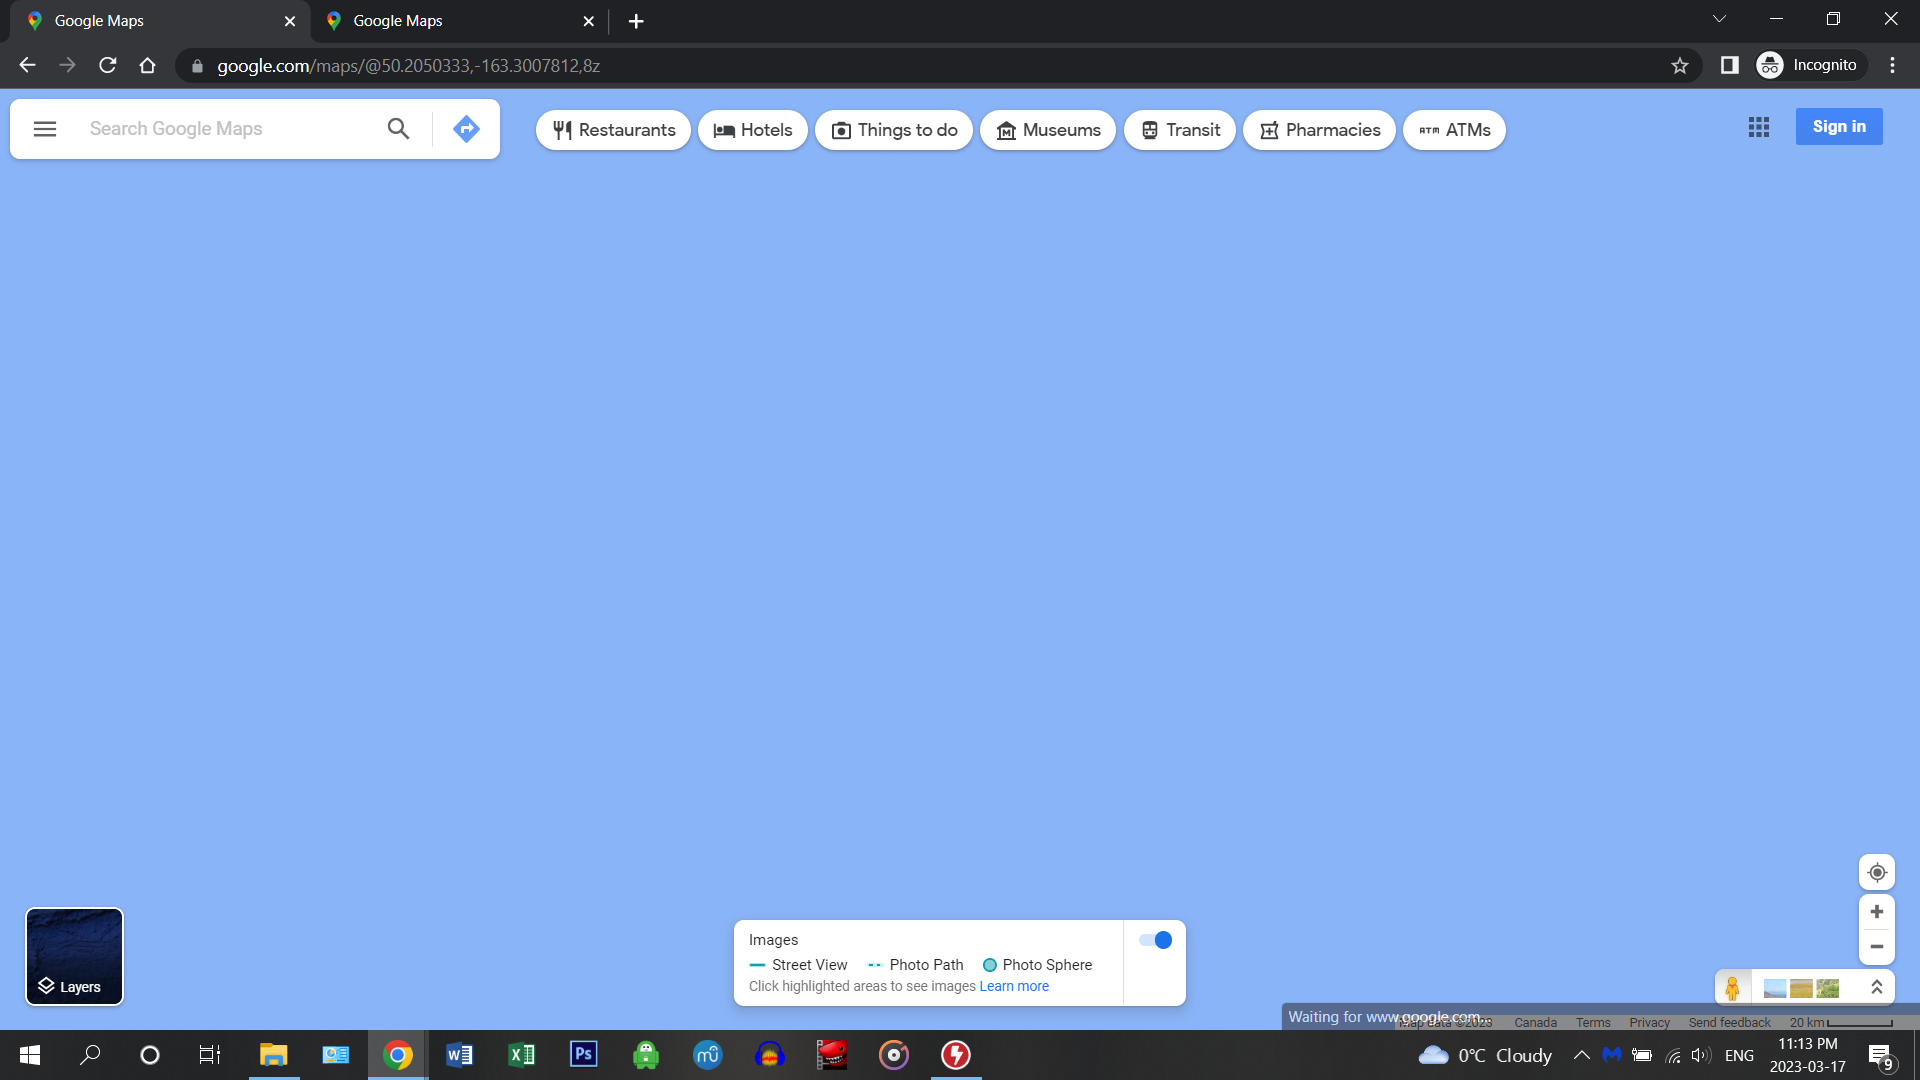 Google Maps
Google Maps
google.com/maps/@50.2050333,-163.3007812,8z
Incognito
Search Google Maps
Restaurants
Hotels
Things to do
Museums
Transit
Pharmacies
ATM ATMs
Sign in
Layers
Images
Street View Photo Path Photo Sphere
Click highlighted areas to see images Learn more
Waiting for www.google.com...
Map data ©2023 Canada Terms Privacy Send feedback 20 km
W
X
Ps
mu
0°C Cloudy
ENG
11:13 PM
2023-03-17
9